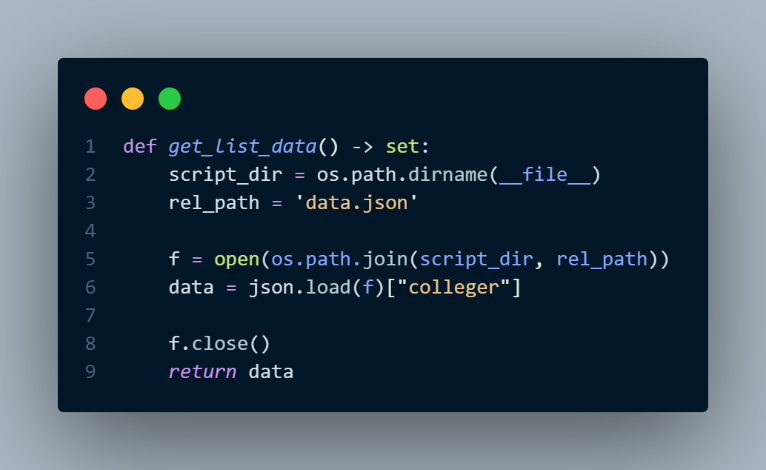 1 def get_list_data() -> set:
2     script_dir = os.path.dirname(__file__)
3     rel_path = 'data.json'
4
5     f = open(os.path.join(script_dir, rel_path))
6     data = json.load(f)["colleger"]
7
8     f.close()
9     return data